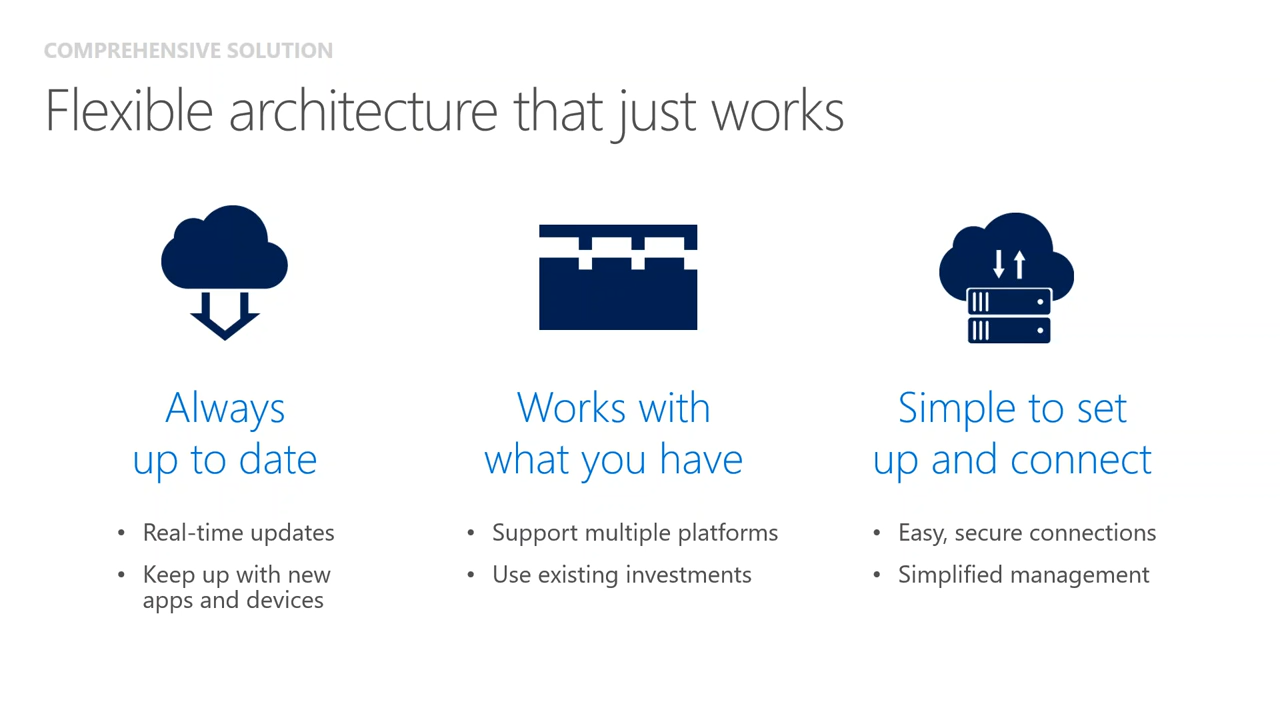 COMPREHENSIVE SOLUTION
Flexible architecture that just works
Always
up to date
• Real-time updates
• Keep up with new
apps and devices
Works with
what you have
• Support multiple platforms
• Use existing investments
Simple to set
up and connect
• Easy, secure connections
• Simplified management